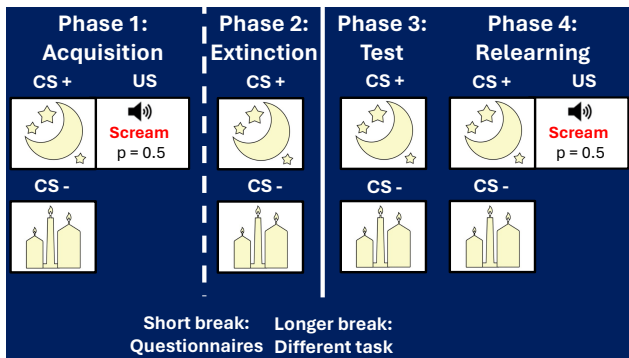 Phase 1:
Acquisition
CS + US
Scream
p = 0.5
CS -
Phase 2:
Extinction
CS +
CS -
Phase 3:
Test
CS +
CS -
Phase 4:
Relearning
CS + US
Scream
p = 0.5
CS -
Short break:
Questionnaires
Longer break:
Different task